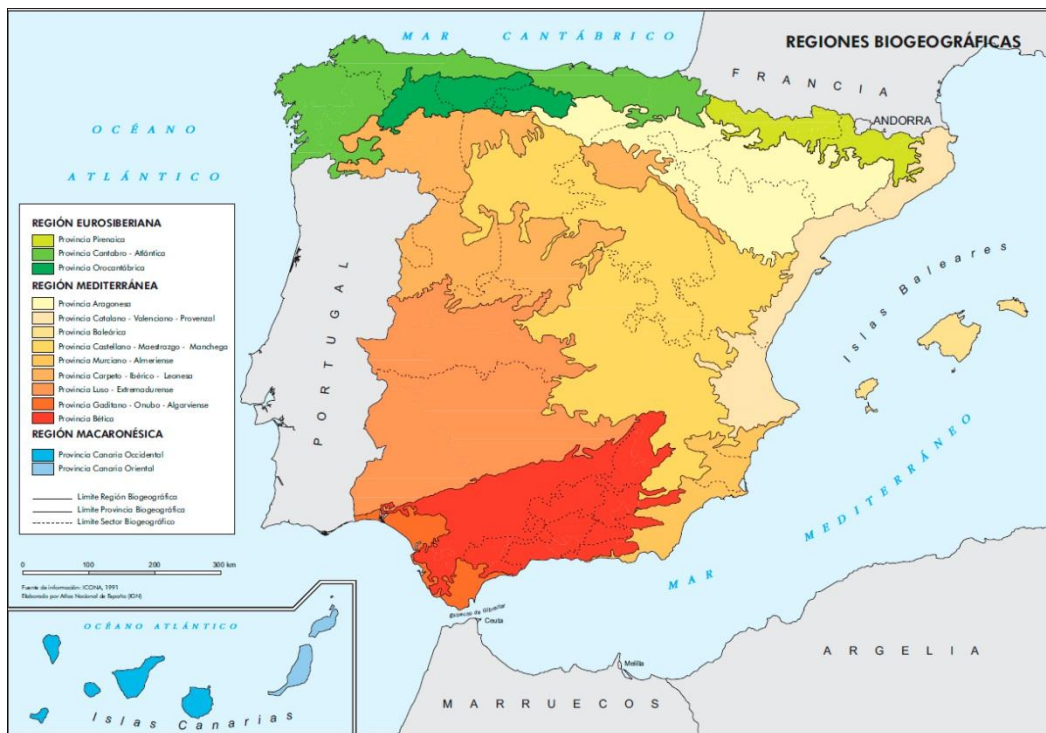 MAR CANTÁBRICO
REGIONES BIOGEOGRÁFICAS
FRANCIA
ANDORRA
OCÉANO
ATLÁNTICO
REGIÓN EUROSIBERIANA
Provincia Pirenaica
Provincia Cantabro - Atlántica
Provincia Orocantábrica
REGIÓN MEDITERRÁNEA
Provincia Aragonesa
Provincia Catalano - Valenciano - Provenzal
Provincia Baleárica
Provincia Castellano - Maestrazgo - Manchega
Provincia Murciano - Almeriense
Provincia Carpeto - Ibérico - Leonesa
Provincia Luso - Extremadurense
Provincia Gaditano - Onubo - Algarviense
Provincia Bética
REGIÓN MACARONÉSICA
Provincia Canaria Occidental
Provincia Canaria Oriental
Límite Región Biogeográfica
Límite Provincia Biogeográfica
Límite Sector Biogeográfico
PORTUGAL
Islas Baleares
MAR MEDITERRÁNEO
0 100 200 300 km
Fuente de información: ICONA, 1991
Elaborado por Atlas Nacional de España (IGN)
OCÉANO ATLÁNTICO
Islas Canarias
Estrecho de Gibraltar
Ceuta
Melilla
MARRUECOS
ARGELIA